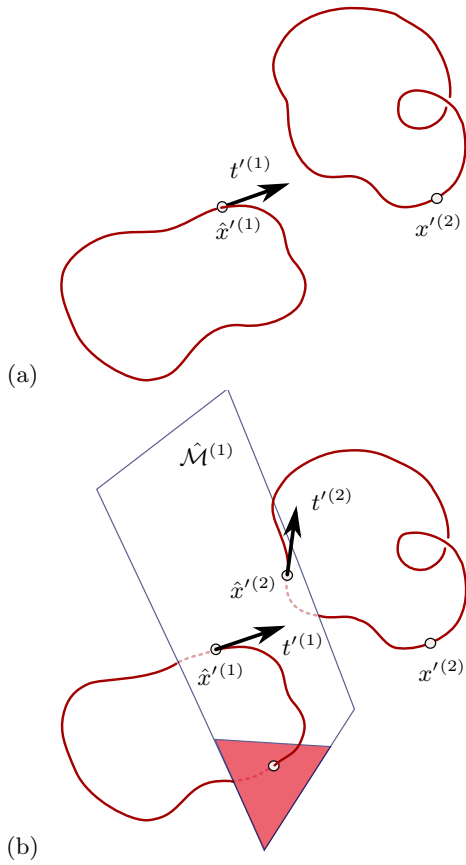 t′(1)
x̂′(1)
x′(2)
(a)
ℳ̂(1)
t′(2)
x̂′(2)
t′(1)
x̂′(1)
x′(2)
(b)